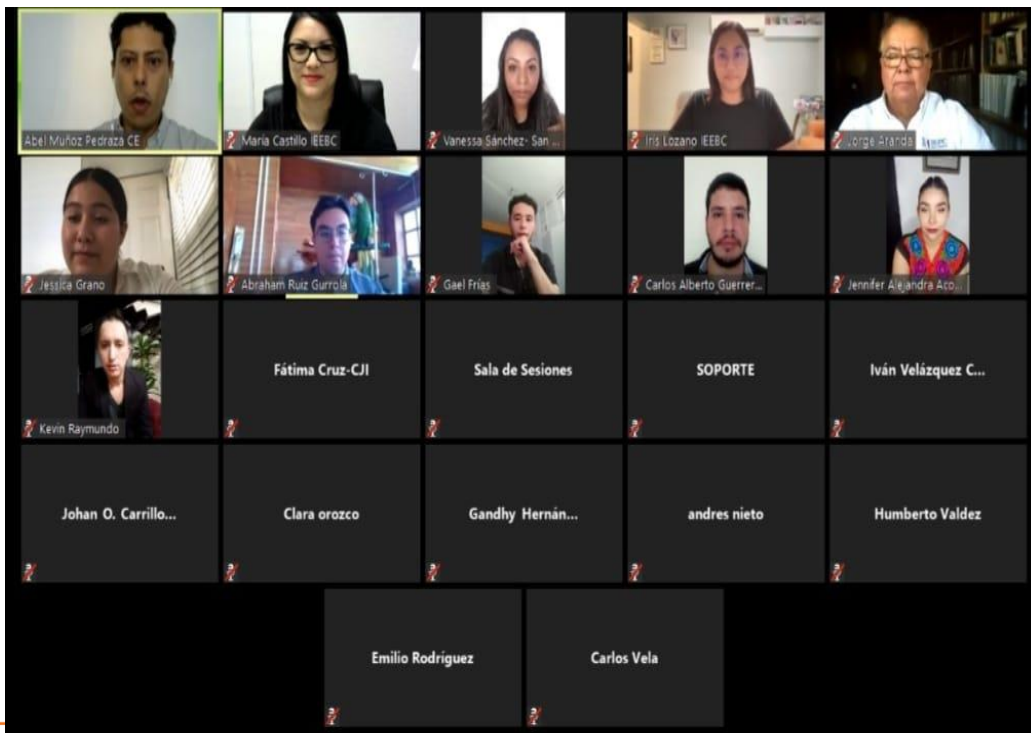 Abel Muñoz Pedraza CE
María Castillo IEEBC
Vanessa Sánchez- San ...
Iris Lozano IEEBC
Jorge Aranda
Jessica Grano
Abraham Ruiz Gurrola
Gael Frías
Carlos Alberto Guerrer...
Jennifer Alejandra Aco...
Kevin Raymundo
Fátima Cruz-CJI
Sala de Sesiones
SOPORTE
Iván Velázquez C...
Johan O. Carrillo...
Clara orozco
Gandhy Hernán...
andres nieto
Humberto Valdez
Emilio Rodríguez
Carlos Vela